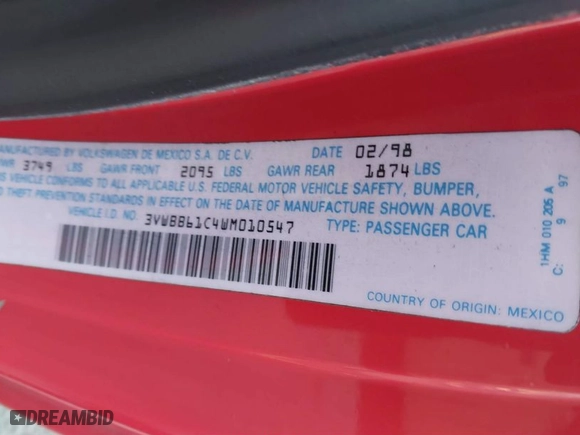 MANUFACTURED BY VOLKSWAGEN DE MEXICO S.A. DE C.V. DATE 02/98
3749 LBS GAWR FRONT 2095 LBS GAWR REAR 1874 LBS
VEHICLE CONFORMS TO ALL APPLICABLE U.S. FEDERAL MOTOR VEHICLE SAFETY, BUMPER,
THEFT PREVENTION STANDARDS IN EFFECT ON THE DATE OF MANUFACTURE SHOWN ABOVE.
VEHICLE I.D. NO. 3VWBB61C4WM010547 TYPE: PASSENGER CAR
COUNTRY OF ORIGIN: MEXICO
1HM 010 205 A
C: 9 97
DREAMBID